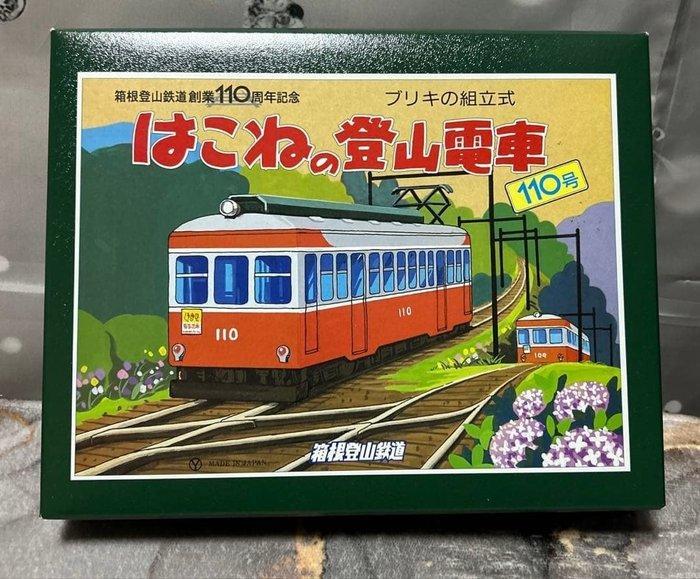 箱根登山鉄道創業110周年記念
ブリキの組立式
はこねの登山電車
110号
110
110
109
箱根登山鉄道
Y MADE IN JAPAN